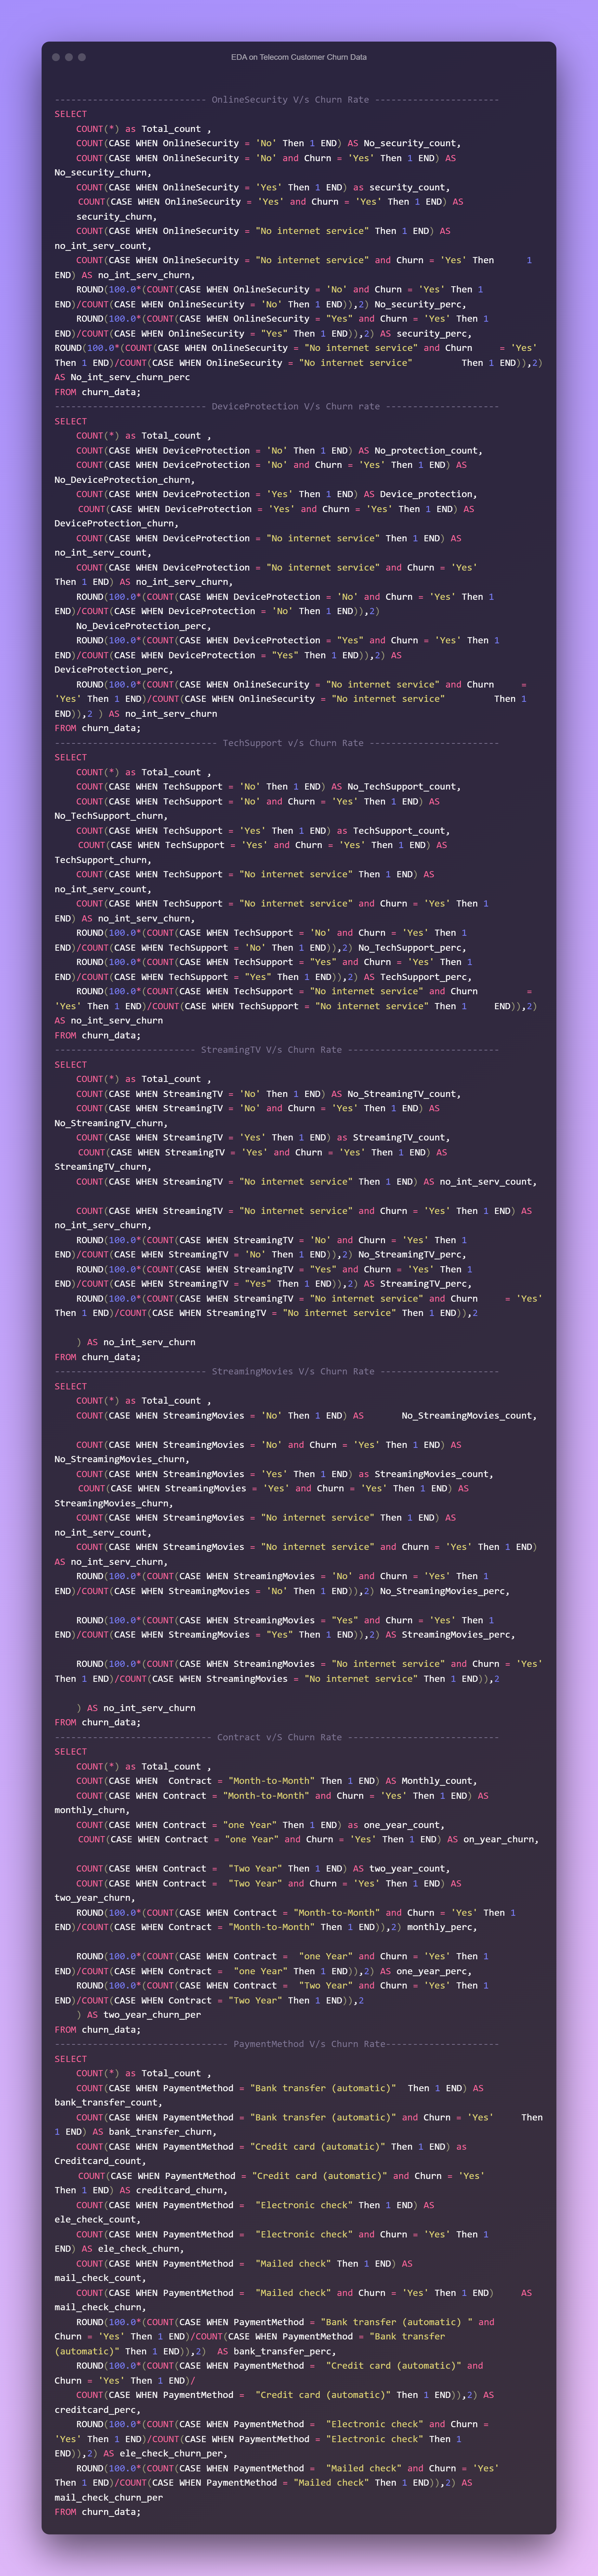 EDA on Telecom Customer Churn Data
---------------------------- OnlineSecurity V/s Churn Rate -----------------------
SELECT
COUNT(*) as Total_count ,
COUNT(CASE WHEN OnlineSecurity = 'No' Then 1 END) AS No_security_count,
COUNT(CASE WHEN OnlineSecurity = 'No' and Churn = 'Yes' Then 1 END) AS
No_security_churn,
COUNT(CASE WHEN OnlineSecurity = 'Yes' Then 1 END) as security_count,
COUNT(CASE WHEN OnlineSecurity = 'Yes' and Churn = 'Yes' Then 1 END) AS
security_churn,
COUNT(CASE WHEN OnlineSecurity = "No internet service" Then 1 END) AS
no_int_serv_count,
COUNT(CASE WHEN OnlineSecurity = "No internet service" and Churn = 'Yes' Then 1
END) AS no_int_serv_churn,
ROUND(100.0*(COUNT(CASE WHEN OnlineSecurity = 'No' and Churn = 'Yes' Then 1
END)/COUNT(CASE WHEN OnlineSecurity = 'No' Then 1 END)),2) No_security_perc,
ROUND(100.0*(COUNT(CASE WHEN OnlineSecurity = "Yes" and Churn = 'Yes' Then 1
END)/COUNT(CASE WHEN OnlineSecurity = "Yes" Then 1 END)),2) AS security_perc,
ROUND(100.0*(COUNT(CASE WHEN OnlineSecurity = "No internet service" and Churn = 'Yes'
Then 1 END)/COUNT(CASE WHEN OnlineSecurity = "No internet service" Then 1 END)),2)
AS No_int_serv_churn_perc
FROM churn_data;
---------------------------- DeviceProtection V/s Churn rate ---------------------
SELECT
COUNT(*) as Total_count ,
COUNT(CASE WHEN DeviceProtection = 'No' Then 1 END) AS No_protection_count,
COUNT(CASE WHEN DeviceProtection = 'No' and Churn = 'Yes' Then 1 END) AS
No_DeviceProtection_churn,
COUNT(CASE WHEN DeviceProtection = 'Yes' Then 1 END) AS Device_protection,
COUNT(CASE WHEN DeviceProtection = 'Yes' and Churn = 'Yes' Then 1 END) AS
DeviceProtection_churn,
COUNT(CASE WHEN DeviceProtection = "No internet service" Then 1 END) AS
no_int_serv_count,
COUNT(CASE WHEN DeviceProtection = "No internet service" and Churn = 'Yes'
Then 1 END) AS no_int_serv_churn,
ROUND(100.0*(COUNT(CASE WHEN DeviceProtection = 'No' and Churn = 'Yes' Then 1
END)/COUNT(CASE WHEN DeviceProtection = 'No' Then 1 END)),2)
No_DeviceProtection_perc,
ROUND(100.0*(COUNT(CASE WHEN DeviceProtection = "Yes" and Churn = 'Yes' Then 1
END)/COUNT(CASE WHEN DeviceProtection = "Yes" Then 1 END)),2) AS
DeviceProtection_perc,
ROUND(100.0*(COUNT(CASE WHEN OnlineSecurity = "No internet service" and Churn =
'Yes' Then 1 END)/COUNT(CASE WHEN OnlineSecurity = "No internet service" Then 1
END)),2 ) AS no_int_serv_churn
FROM churn_data;
------------------------------ TechSupport v/s Churn Rate ------------------------
SELECT
COUNT(*) as Total_count ,
COUNT(CASE WHEN TechSupport = 'No' Then 1 END) AS No_TechSupport_count,
COUNT(CASE WHEN TechSupport = 'No' and Churn = 'Yes' Then 1 END) AS
No_TechSupport_churn,
COUNT(CASE WHEN TechSupport = 'Yes' Then 1 END) as TechSupport_count,
COUNT(CASE WHEN TechSupport = 'Yes' and Churn = 'Yes' Then 1 END) AS
TechSupport_churn,
COUNT(CASE WHEN TechSupport = "No internet service" Then 1 END) AS
no_int_serv_count,
COUNT(CASE WHEN TechSupport = "No internet service" and Churn = 'Yes' Then 1
END) AS no_int_serv_churn,
ROUND(100.0*(COUNT(CASE WHEN TechSupport = 'No' and Churn = 'Yes' Then 1
END)/COUNT(CASE WHEN TechSupport = 'No' Then 1 END)),2) No_TechSupport_perc,
ROUND(100.0*(COUNT(CASE WHEN TechSupport = "Yes" and Churn = 'Yes' Then 1
END)/COUNT(CASE WHEN TechSupport = "Yes" Then 1 END)),2) AS TechSupport_perc,
ROUND(100.0*(COUNT(CASE WHEN TechSupport = "No internet service" and Churn =
'Yes' Then 1 END)/COUNT(CASE WHEN TechSupport = "No internet service" Then 1 END)),2)
AS no_int_serv_churn
FROM churn_data;
-------------------------- StreamingTV V/s Churn Rate ----------------------------
SELECT
COUNT(*) as Total_count ,
COUNT(CASE WHEN StreamingTV = 'No' Then 1 END) AS No_StreamingTV_count,
COUNT(CASE WHEN StreamingTV = 'No' and Churn = 'Yes' Then 1 END) AS
No_StreamingTV_churn,
COUNT(CASE WHEN StreamingTV = 'Yes' Then 1 END) as StreamingTV_count,
COUNT(CASE WHEN StreamingTV = 'Yes' and Churn = 'Yes' Then 1 END) AS
StreamingTV_churn,
COUNT(CASE WHEN StreamingTV = "No internet service" Then 1 END) AS no_int_serv_count,
COUNT(CASE WHEN StreamingTV = "No internet service" and Churn = 'Yes' Then 1 END) AS
no_int_serv_churn,
ROUND(100.0*(COUNT(CASE WHEN StreamingTV = 'No' and Churn = 'Yes' Then 1
END)/COUNT(CASE WHEN StreamingTV = 'No' Then 1 END)),2) No_StreamingTV_perc,
ROUND(100.0*(COUNT(CASE WHEN StreamingTV = "Yes" and Churn = 'Yes' Then 1
END)/COUNT(CASE WHEN StreamingTV = "Yes" Then 1 END)),2) AS StreamingTV_perc,
ROUND(100.0*(COUNT(CASE WHEN StreamingTV = "No internet service" and Churn = 'Yes'
Then 1 END)/COUNT(CASE WHEN StreamingTV = "No internet service" Then 1 END)),2
) AS no_int_serv_churn
FROM churn_data;
---------------------------- StreamingMovies V/s Churn Rate ----------------------
SELECT
COUNT(*) as Total_count ,
COUNT(CASE WHEN StreamingMovies = 'No' Then 1 END) AS No_StreamingMovies_count,
COUNT(CASE WHEN StreamingMovies = 'No' and Churn = 'Yes' Then 1 END) AS
No_StreamingMovies_churn,
COUNT(CASE WHEN StreamingMovies = 'Yes' Then 1 END) as StreamingMovies_count,
COUNT(CASE WHEN StreamingMovies = 'Yes' and Churn = 'Yes' Then 1 END) AS
StreamingMovies_churn,
COUNT(CASE WHEN StreamingMovies = "No internet service" Then 1 END) AS
no_int_serv_count,
COUNT(CASE WHEN StreamingMovies = "No internet service" and Churn = 'Yes' Then 1 END)
AS no_int_serv_churn,
ROUND(100.0*(COUNT(CASE WHEN StreamingMovies = 'No' and Churn = 'Yes' Then 1
END)/COUNT(CASE WHEN StreamingMovies = 'No' Then 1 END)),2) No_StreamingMovies_perc,
ROUND(100.0*(COUNT(CASE WHEN StreamingMovies = "Yes" and Churn = 'Yes' Then 1
END)/COUNT(CASE WHEN StreamingMovies = "Yes" Then 1 END)),2) AS StreamingMovies_perc,
ROUND(100.0*(COUNT(CASE WHEN StreamingMovies = "No internet service" and Churn = 'Yes'
Then 1 END)/COUNT(CASE WHEN StreamingMovies = "No internet service" Then 1 END)),2
) AS no_int_serv_churn
FROM churn_data;
----------------------------- Contract v/S Churn Rate ----------------------------
SELECT
COUNT(*) as Total_count ,
COUNT(CASE WHEN Contract = "Month-to-Month" Then 1 END) AS Monthly_count,
COUNT(CASE WHEN Contract = "Month-to-Month" and Churn = 'Yes' Then 1 END) AS
monthly_churn,
COUNT(CASE WHEN Contract = "one Year" Then 1 END) as one_year_count,
COUNT(CASE WHEN Contract = "one Year" and Churn = 'Yes' Then 1 END) AS on_year_churn,
COUNT(CASE WHEN Contract = "Two Year" Then 1 END) AS two_year_count,
COUNT(CASE WHEN Contract = "Two Year" and Churn = 'Yes' Then 1 END) AS
two_year_churn,
ROUND(100.0*(COUNT(CASE WHEN Contract = "Month-to-Month" and Churn = 'Yes' Then 1
END)/COUNT(CASE WHEN Contract = "Month-to-Month" Then 1 END)),2) monthly_perc,
ROUND(100.0*(COUNT(CASE WHEN Contract = "one Year" and Churn = 'Yes' Then 1
END)/COUNT(CASE WHEN Contract = "one Year" Then 1 END)),2) AS one_year_perc,
ROUND(100.0*(COUNT(CASE WHEN Contract = "Two Year" and Churn = 'Yes' Then 1
END)/COUNT(CASE WHEN Contract = "Two Year" Then 1 END)),2
) AS two_year_churn_per
FROM churn_data;
-------------------------------- PaymentMethod V/s Churn Rate---------------------
SELECT
COUNT(*) as Total_count ,
COUNT(CASE WHEN PaymentMethod = "Bank transfer (automatic)" Then 1 END) AS
bank_transfer_count,
COUNT(CASE WHEN PaymentMethod = "Bank transfer (automatic)" and Churn = 'Yes' Then
1 END) AS bank_transfer_churn,
COUNT(CASE WHEN PaymentMethod = "Credit card (automatic)" Then 1 END) as
Creditcard_count,
COUNT(CASE WHEN PaymentMethod = "Credit card (automatic)" and Churn = 'Yes'
Then 1 END) AS creditcard_churn,
COUNT(CASE WHEN PaymentMethod = "Electronic check" Then 1 END) AS
ele_check_count,
COUNT(CASE WHEN PaymentMethod = "Electronic check" and Churn = 'Yes' Then 1
END) AS ele_check_churn,
COUNT(CASE WHEN PaymentMethod = "Mailed check" Then 1 END) AS
mail_check_count,
COUNT(CASE WHEN PaymentMethod = "Mailed check" and Churn = 'Yes' Then 1 END) AS
mail_check_churn,
ROUND(100.0*(COUNT(CASE WHEN PaymentMethod = "Bank transfer (automatic) " and
Churn = 'Yes' Then 1 END)/COUNT(CASE WHEN PaymentMethod = "Bank transfer
(automatic)" Then 1 END)),2) AS bank_transfer_perc,
ROUND(100.0*(COUNT(CASE WHEN PaymentMethod = "Credit card (automatic)" and
Churn = 'Yes' Then 1 END)/
COUNT(CASE WHEN PaymentMethod = "Credit card (automatic)" Then 1 END)),2) AS
creditcard_perc,
ROUND(100.0*(COUNT(CASE WHEN PaymentMethod = "Electronic check" and Churn =
'Yes' Then 1 END)/COUNT(CASE WHEN PaymentMethod = "Electronic check" Then 1
END)),2) AS ele_check_churn_per,
ROUND(100.0*(COUNT(CASE WHEN PaymentMethod = "Mailed check" and Churn = 'Yes'
Then 1 END)/COUNT(CASE WHEN PaymentMethod = "Mailed check" Then 1 END)),2) AS
mail_check_churn_per
FROM churn_data;